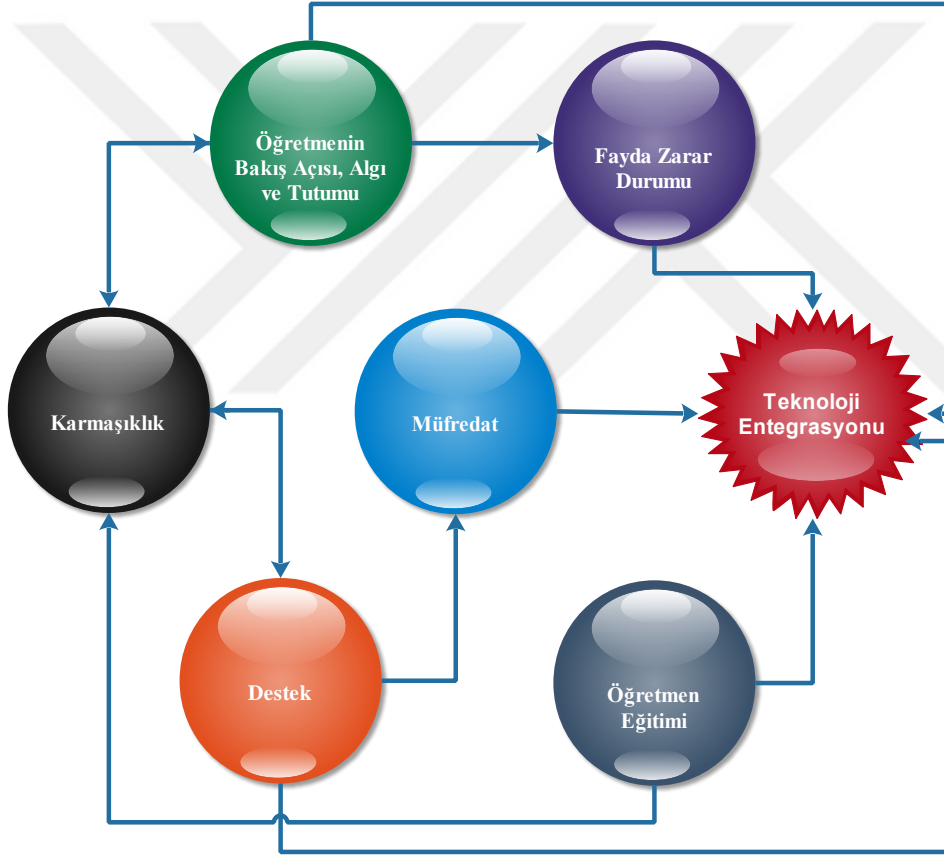 Öğretmenin
Bakış Açısı, Algı
ve Tutumu
Fayda Zarar
Durumu
Karmaşıklık
Müfredat
Teknoloji
Entegrasyonu
Destek
Öğretmen
Eğitimi